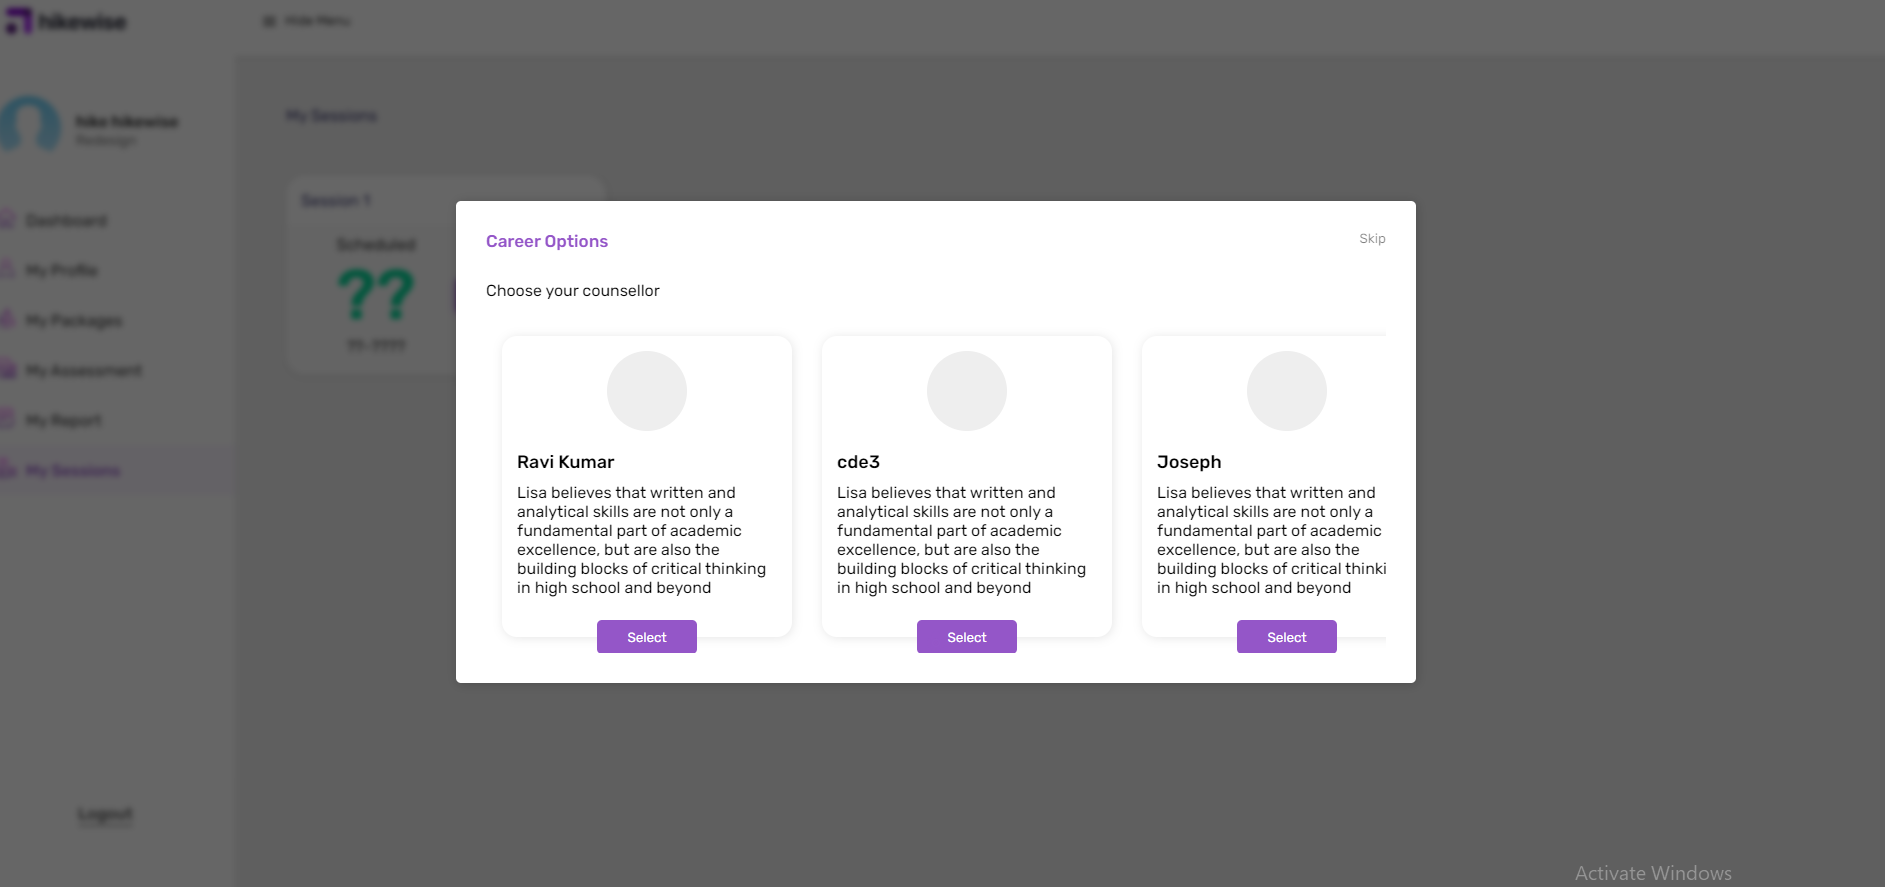 hikewise
Hide Menu
hike hikewise
Redesign
My Sessions
Session 1
Dashboard
Scheduled
My Profile
??
My Packages
??-????
My Assessment
My Report
My Sessions
Logout
Career Options
Skip
Choose your counsellor
Ravi Kumar
Lisa believes that written and
analytical skills are not only a
fundamental part of academic
excellence, but are also the
building blocks of critical thinking
in high school and beyond
Select
cde3
Lisa believes that written and
analytical skills are not only a
fundamental part of academic
excellence, but are also the
building blocks of critical thinking
in high school and beyond
Select
Joseph
Lisa believes that written and
analytical skills are not only a
fundamental part of academic
excellence, but are also the
building blocks of critical thinki
in high school and beyond
Select
Activate Windows